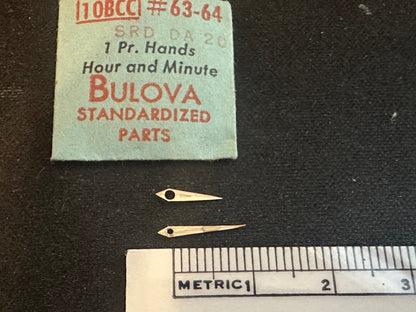 10BCC #63-64
SRD DA 20
1 Pr. Hands
Hour and Minute
BULOVA
STANDARDIZED
PARTS
METRIC 1 2 3